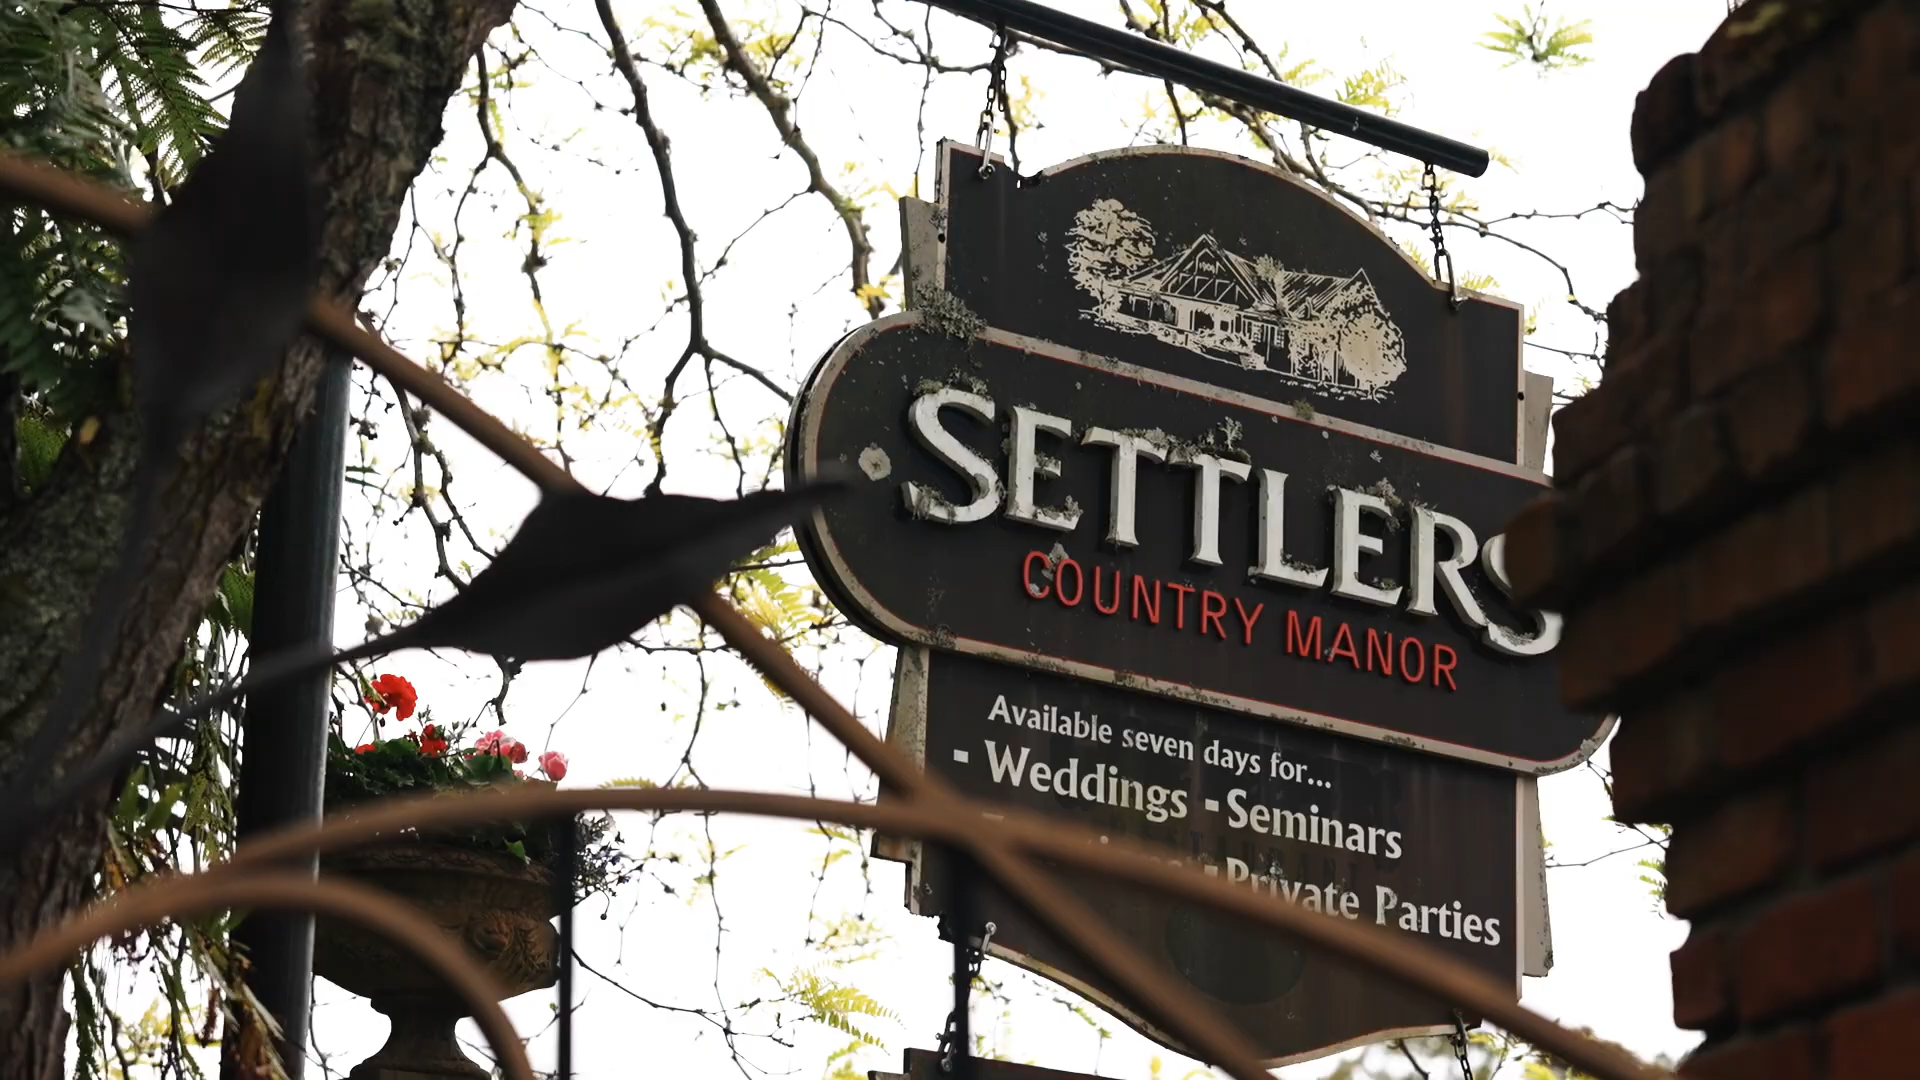 SETTLERS
COUNTRY MANOR
Available seven days for...
- Weddings - Seminars
- Private Parties